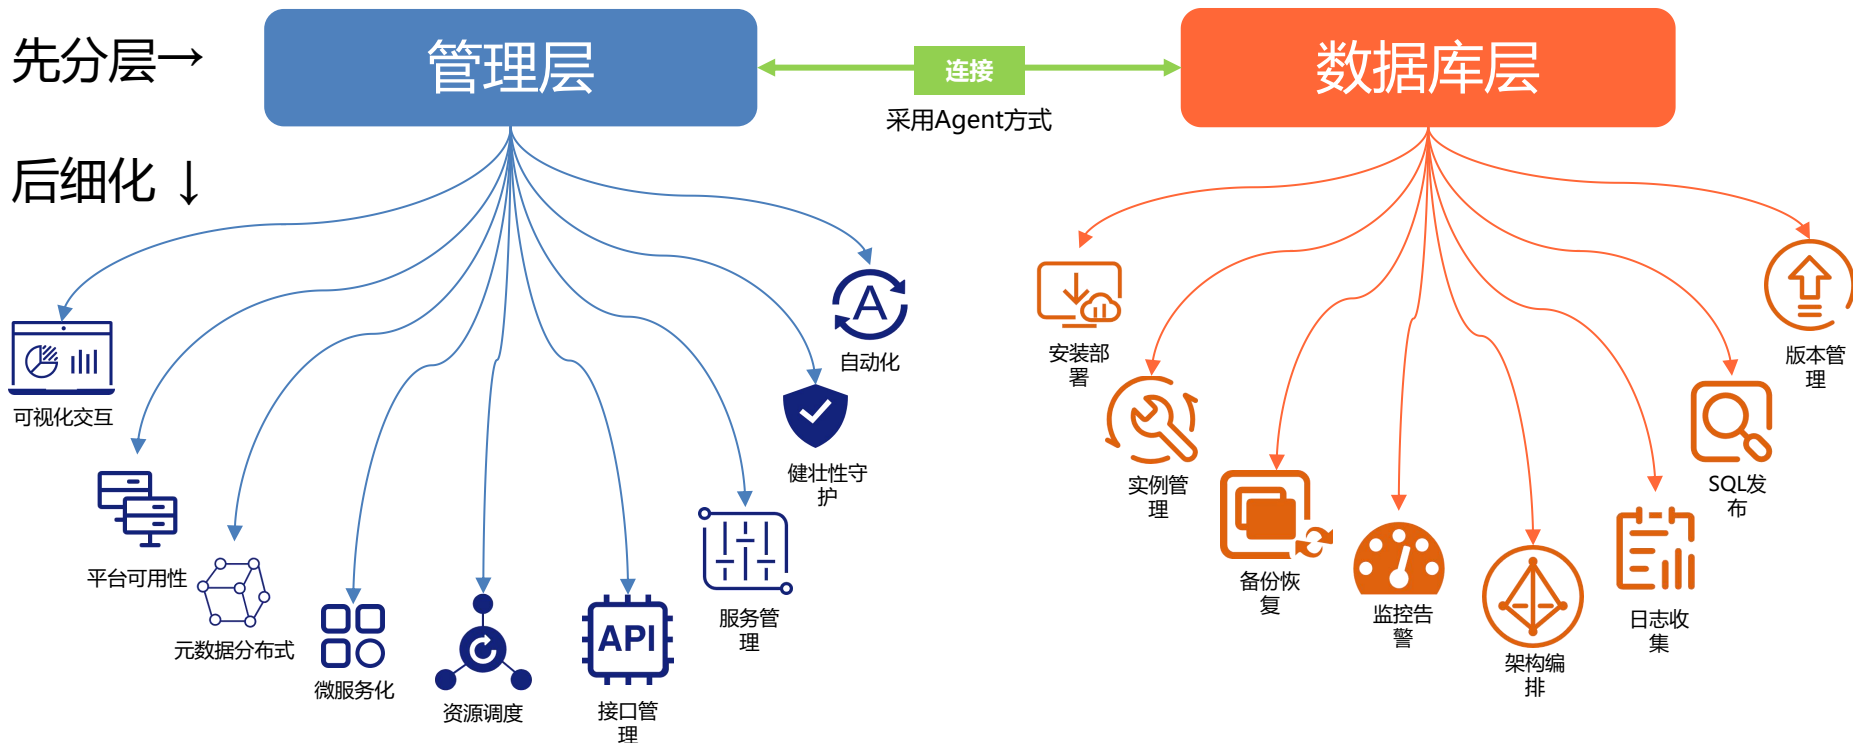 先分层→
管理层
连接
采用Agent方式
数据库层
后细化 ↓
可视化交互
平台可用性
元数据分布式
微服务化
资源调度
API
接口管
理
服务管
理
健壮性守
护
A
自动化
安装部
署
实例管
理
备份恢
复
监控告
警
架构编
排
日志收
集
SQL发
布
版本管
理